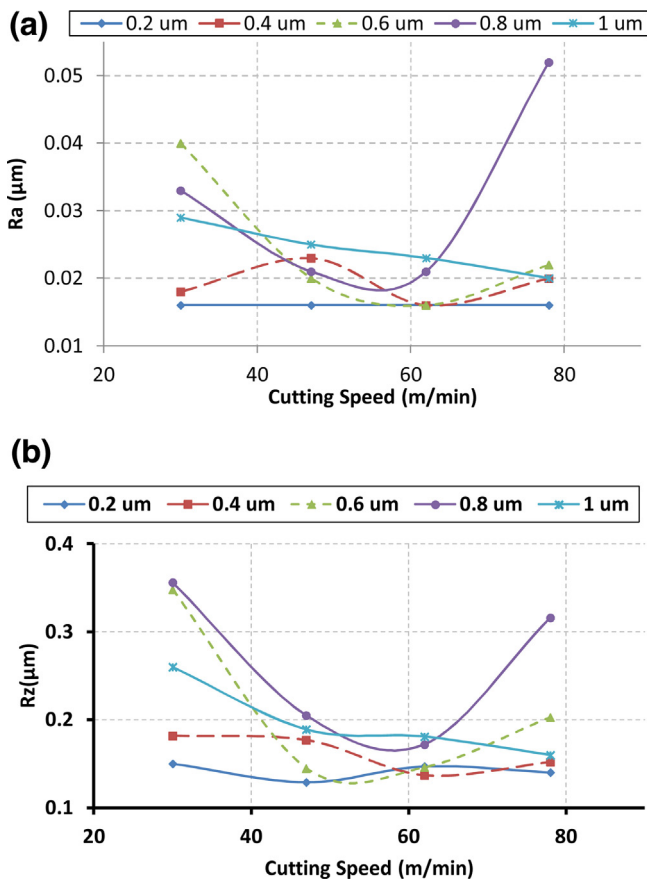 (a)
0.2 um 0.4 um 0.6 um 0.8 um 1 um
0.05
0.04
0.03
0.02
0.01
Ra (μm)
20 40 60 80
Cutting Speed (m/min)
(b)
0.2 um 0.4 um 0.6 um 0.8 um 1 um
0.4
0.3
0.2
0.1
Rz(μm)
20 40 60 80
Cutting Speed (m/min)